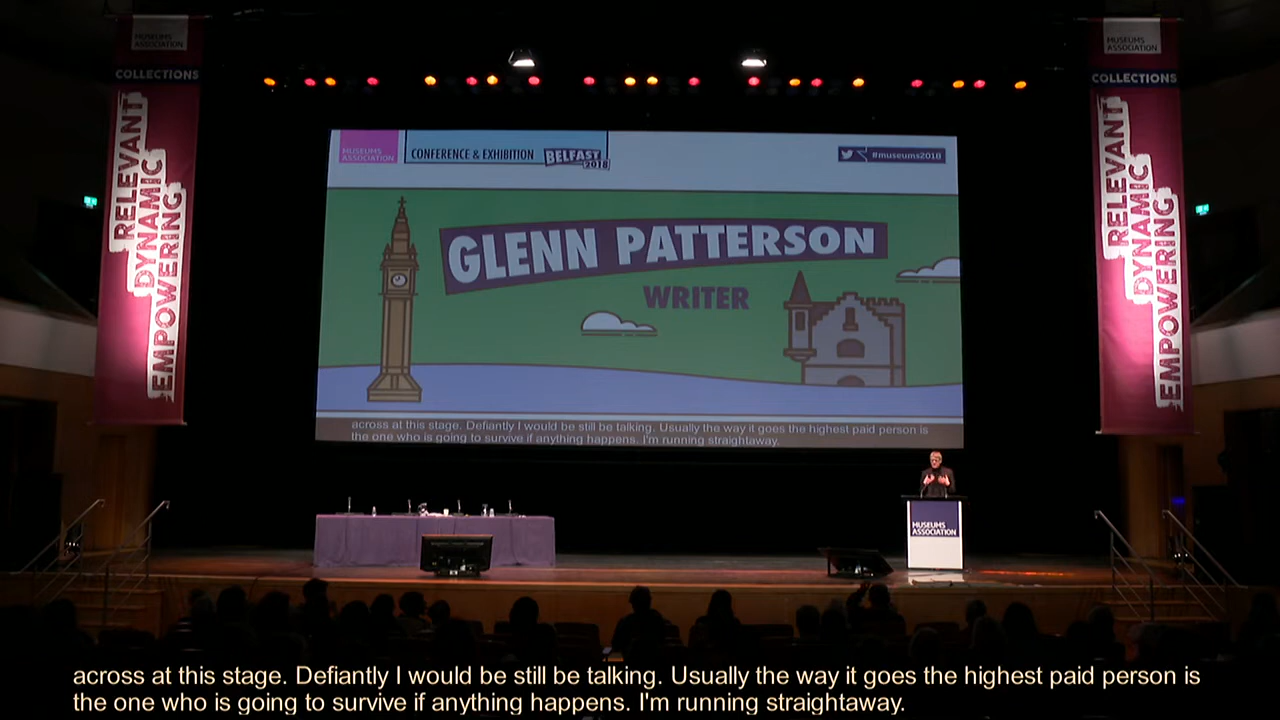 MUSEUMS
ASSOCIATION
COLLECTIONS
RELEVANT
DYNAMIC
EMPOWERING
MUSEUMS
ASSOCIATION
CONFERENCE & EXHIBITION
BELFAST
2018
#museums2018
GLENN PATTERSON
WRITER
across at this stage. Defiantly I would be still be talking. Usually the way it goes the highest paid person is
the one who is going to survive if anything happens. I'm running straightaway.
MUSEUMS
ASSOCIATION
COLLECTIONS
RELEVANT
DYNAMIC
EMPOWERING
MUSEUMS
ASSOCIATION
across at this stage. Defiantly I would be still be talking. Usually the way it goes the highest paid person is
the one who is going to survive if anything happens. I'm running straightaway.